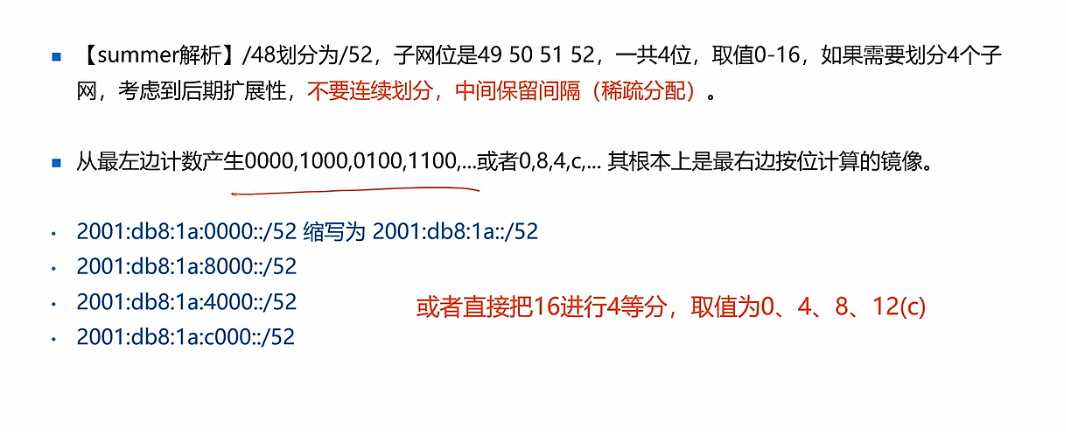 【summer解析】/48划分为/52，子网位是49 50 51 52，一共4位，取值0-16，如果需要划分4个子
网，考虑到后期扩展性，不要连续划分，中间保留间隔（稀疏分配）。
从最左边计数产生0000,1000,0100,1100,...或者0,8,4,c,... 其根本上是最右边按位计算的镜像。
2001:db8:1a:0000::/52 缩写为 2001:db8:1a::/52
2001:db8:1a:8000::/52
2001:db8:1a:4000::/52
或者直接把16进行4等分，取值为0、4、8、12(c)
2001:db8:1a:c000::/52